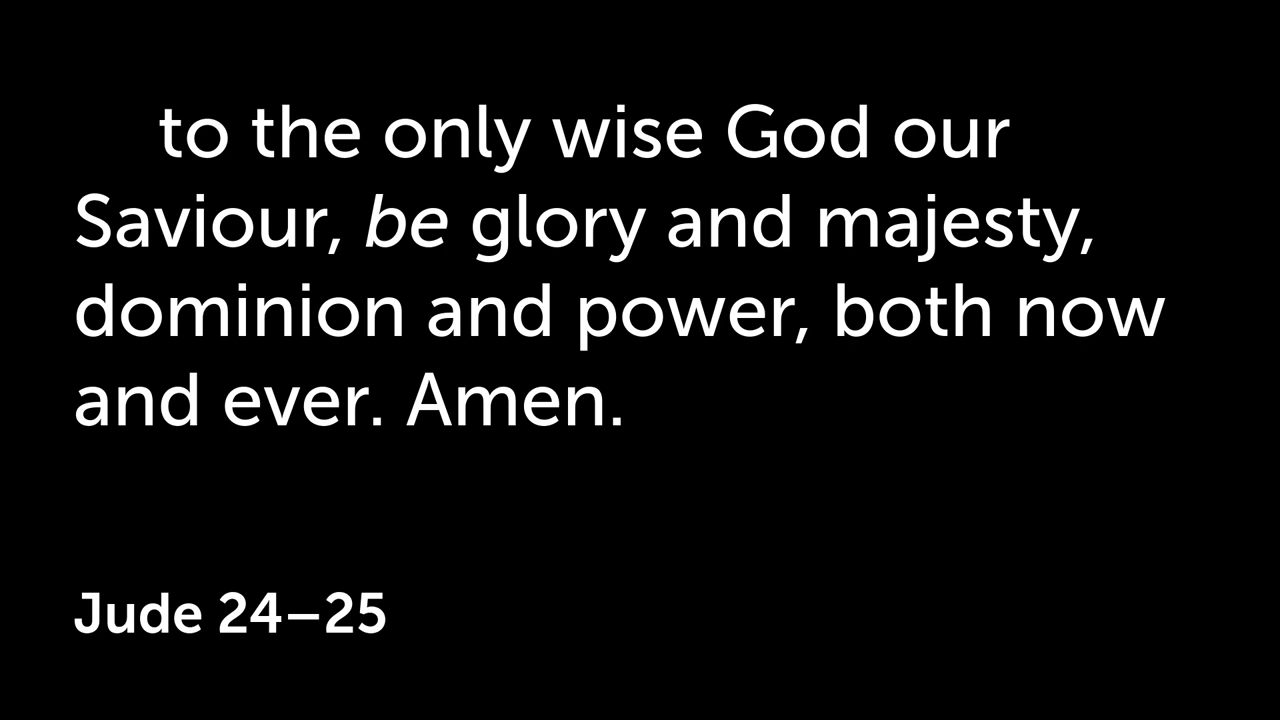 to the only wise God our
Saviour, be glory and majesty,
dominion and power, both now
and ever. Amen.
Jude 24–25